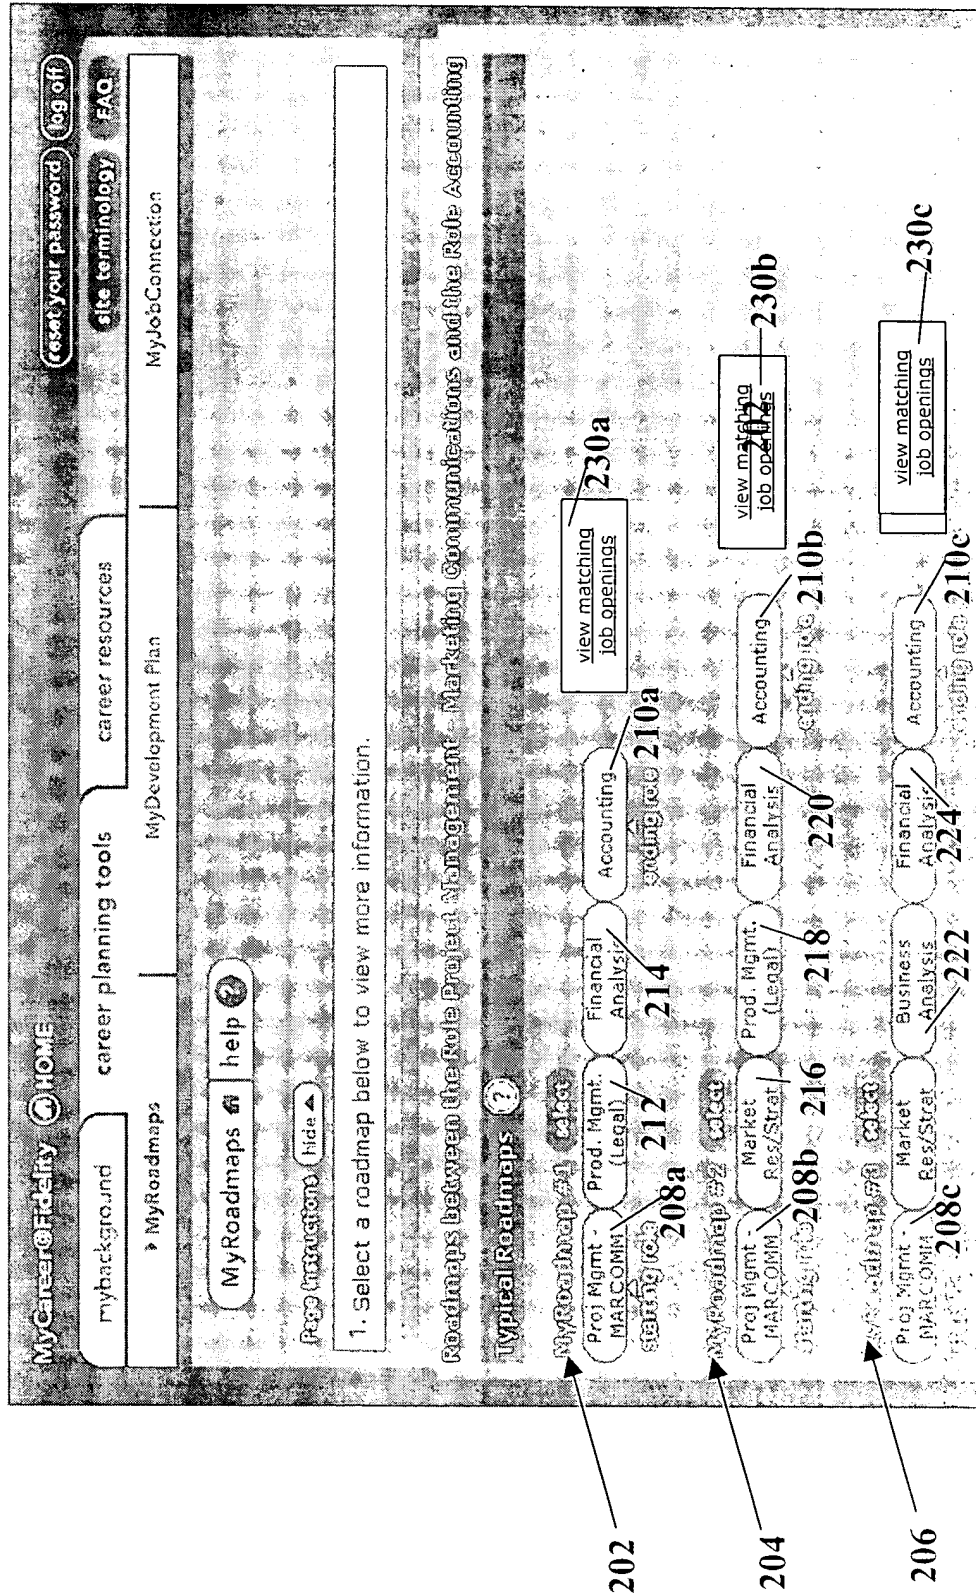 MyCareer@Fidelity HOME reset your password log off
mybackground career planning tools career resources site terminology FAQ
MyRoadmaps MyDevelopment Plan MyJobConnection
MyRoadmaps help ?
Page Instructions hide
1. Select a roadmap below to view more information.
Roadmaps between the Role Project Management - Marketing Communications and the Role Accounting
Typical Roadmaps ?
MyRoadmap #1 select
view matching
job openings
230a
Proj Mgmt -
MARCOMM
Prod. Mgmt.
(Legal)
Financial
Analysis
Accounting
starting role
ending role
208a 212 214 210a
202
MyRoadmap #2 select
view matching
job openings
202
230b
Proj Mgmt -
MARCOMM
Market
Res/Strat
Prod. Mgmt.
(Legal)
Financial
Analysis
Accounting
ending role
208b 216 218 220 210b
204
select
view matching
job openings
230c
Proj Mgmt -
MARCOMM
Market
Res/Strat
Business
Analysis
Financial
Analysis
Accounting
208c 222 224 210c
206